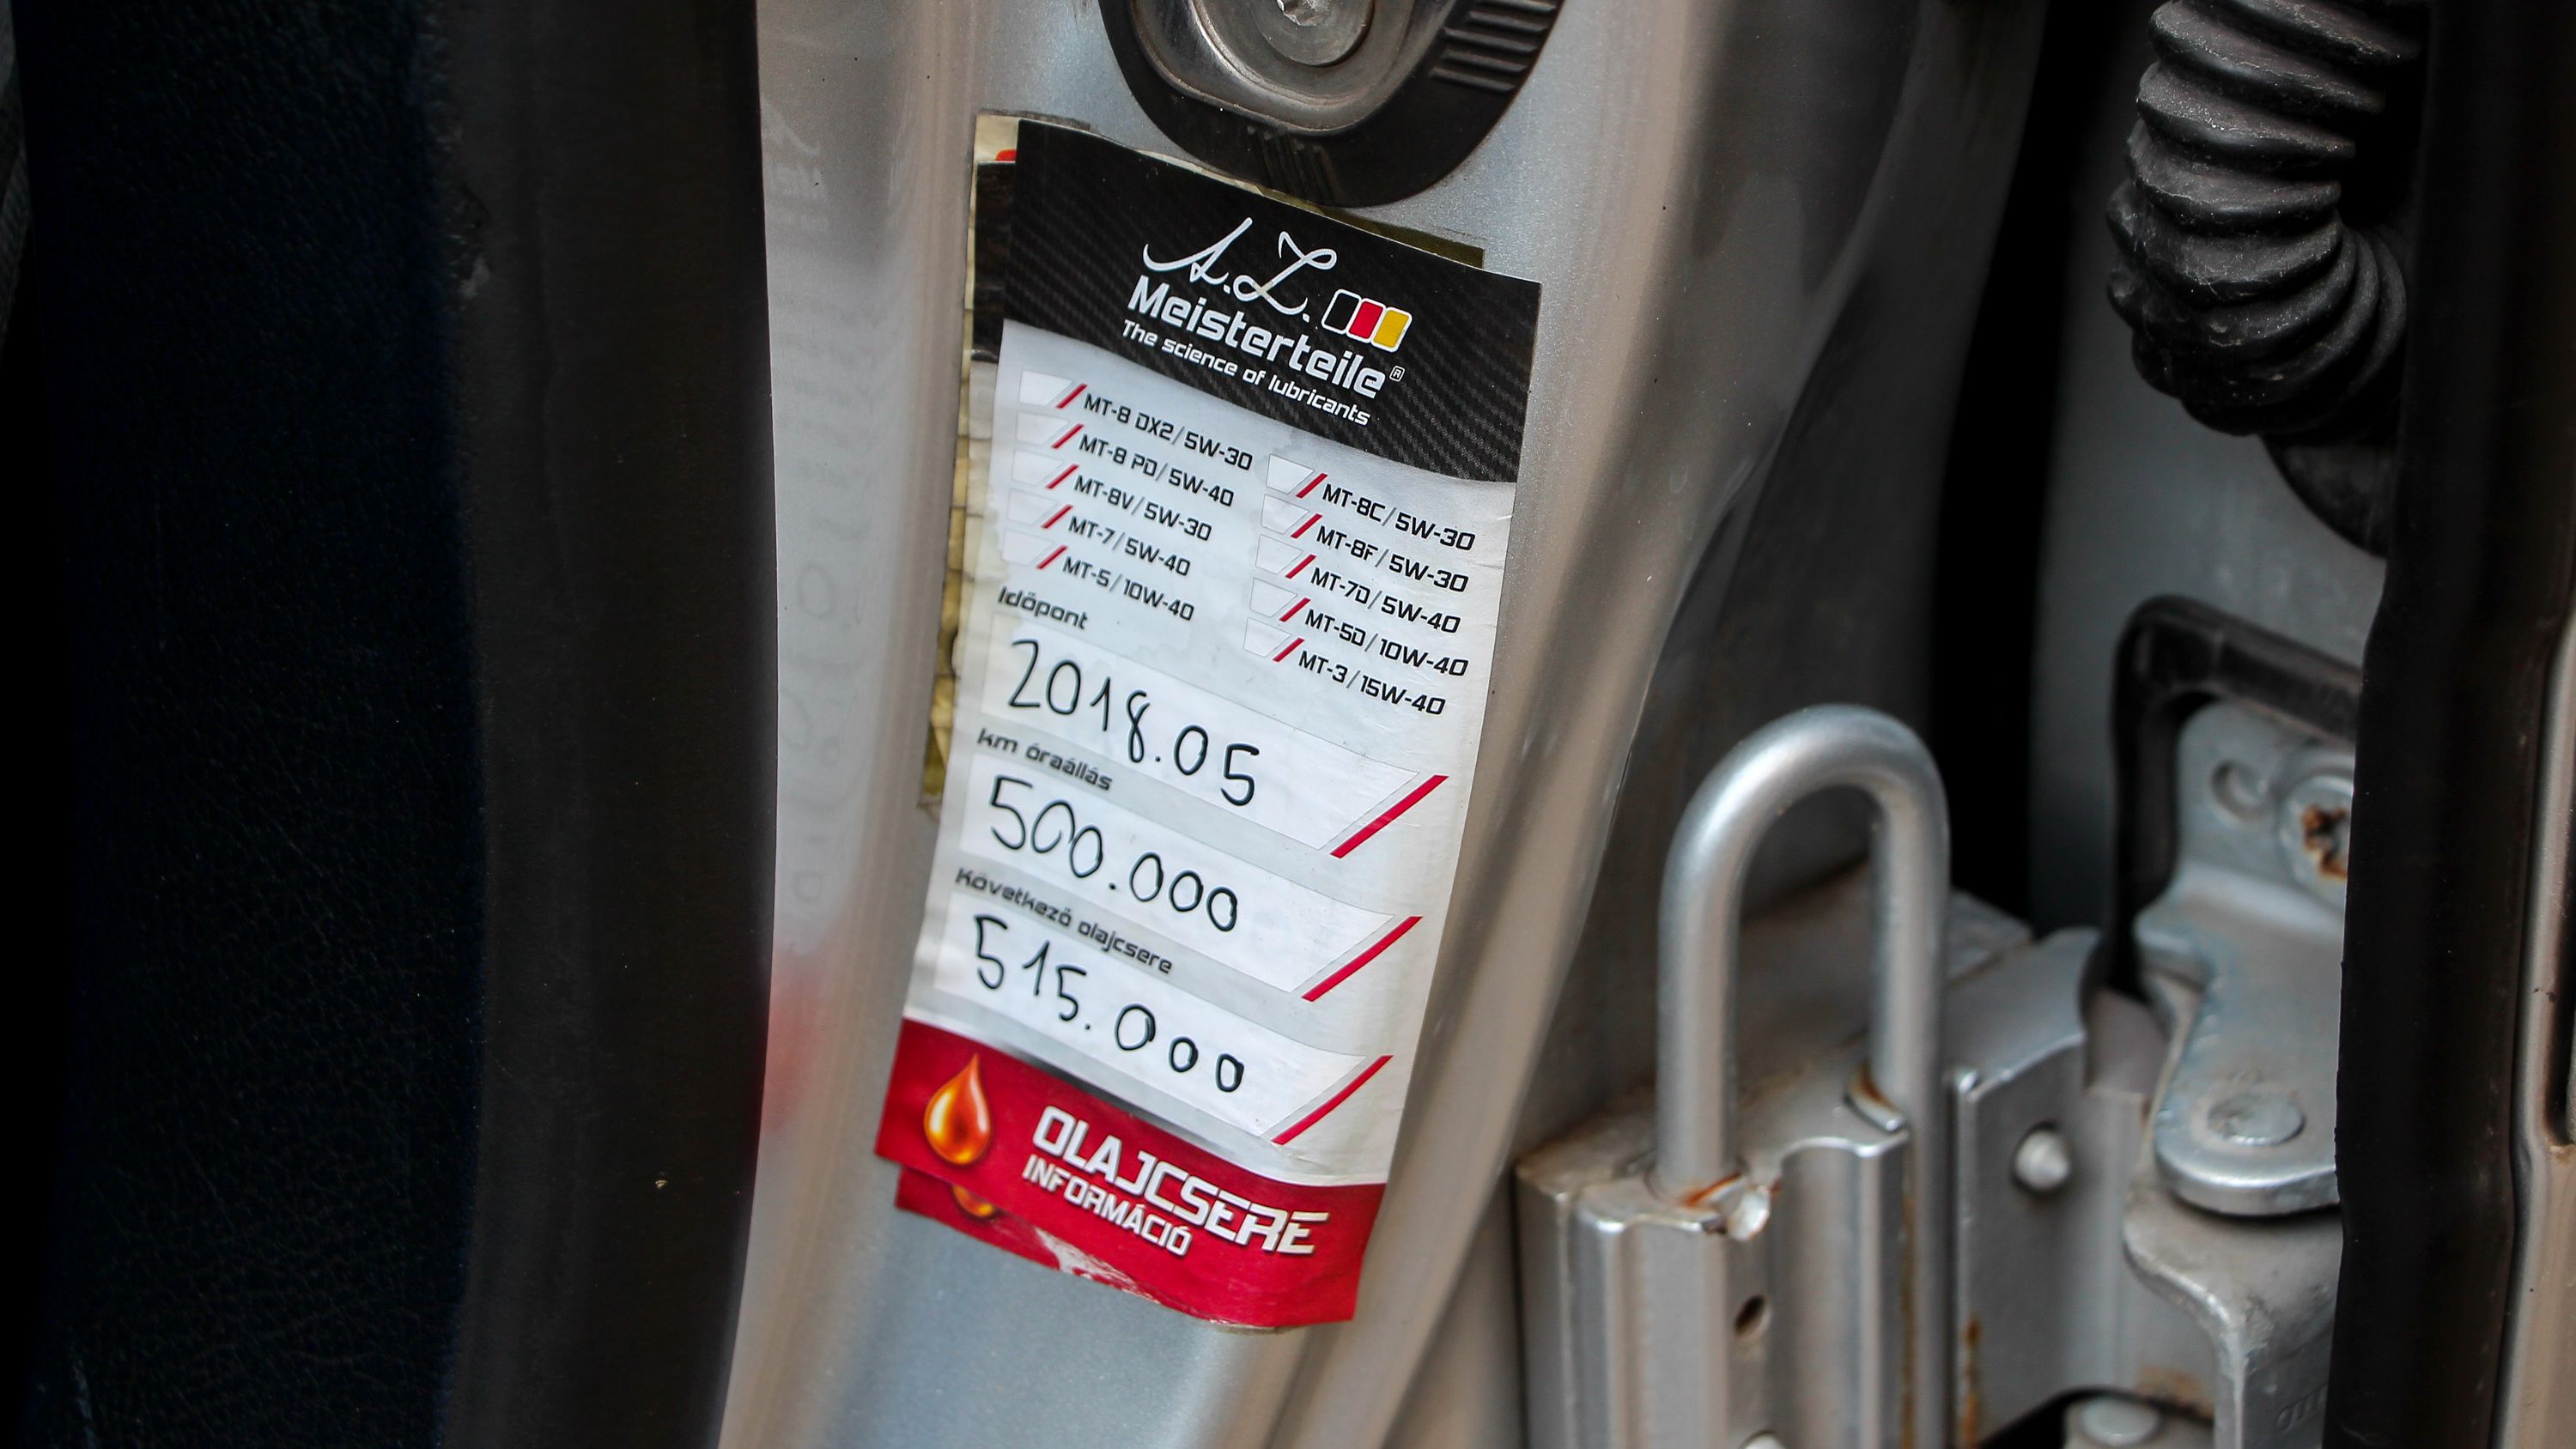 A.Z.
Meisterteile®
The science of lubricants
MT-8 DX2/5W-30
MT-8 PD/5W-40
MT-8V/5W-30
MT-7/5W-40
MT-5/10W-40
MT-8C/5W-30
MT-8F/5W-30
MT-7D/5W-40
MT-5D/10W-40
MT-3/15W-40
Időpont
2018.05
km óraállás
500.000
Következő olajcsere
515.000
OLAJCSERE
INFORMÁCIÓ